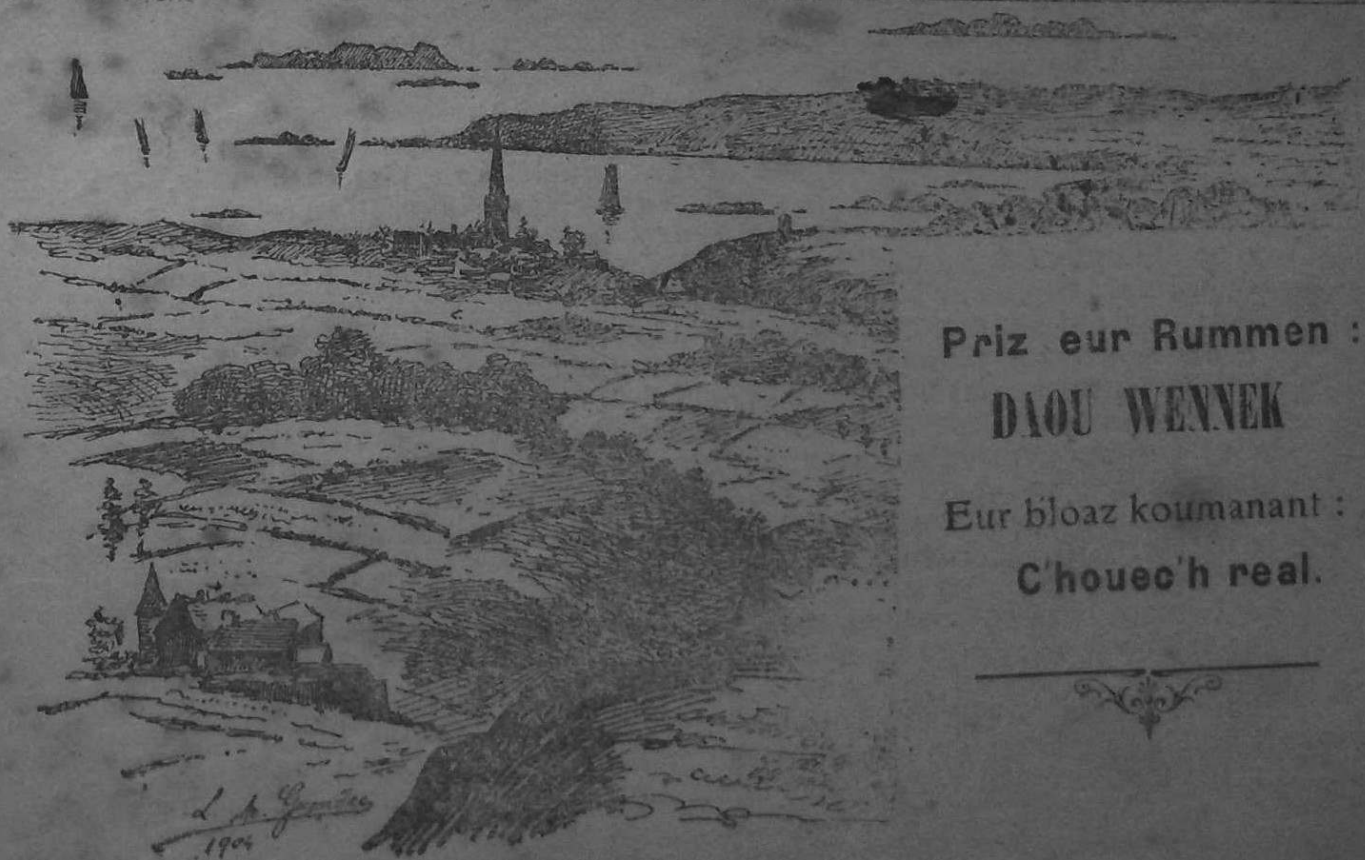 Priz eur Rummen :
DAOU WENNEK
Eur bloaz koumanant :
C'houec'h real.
L